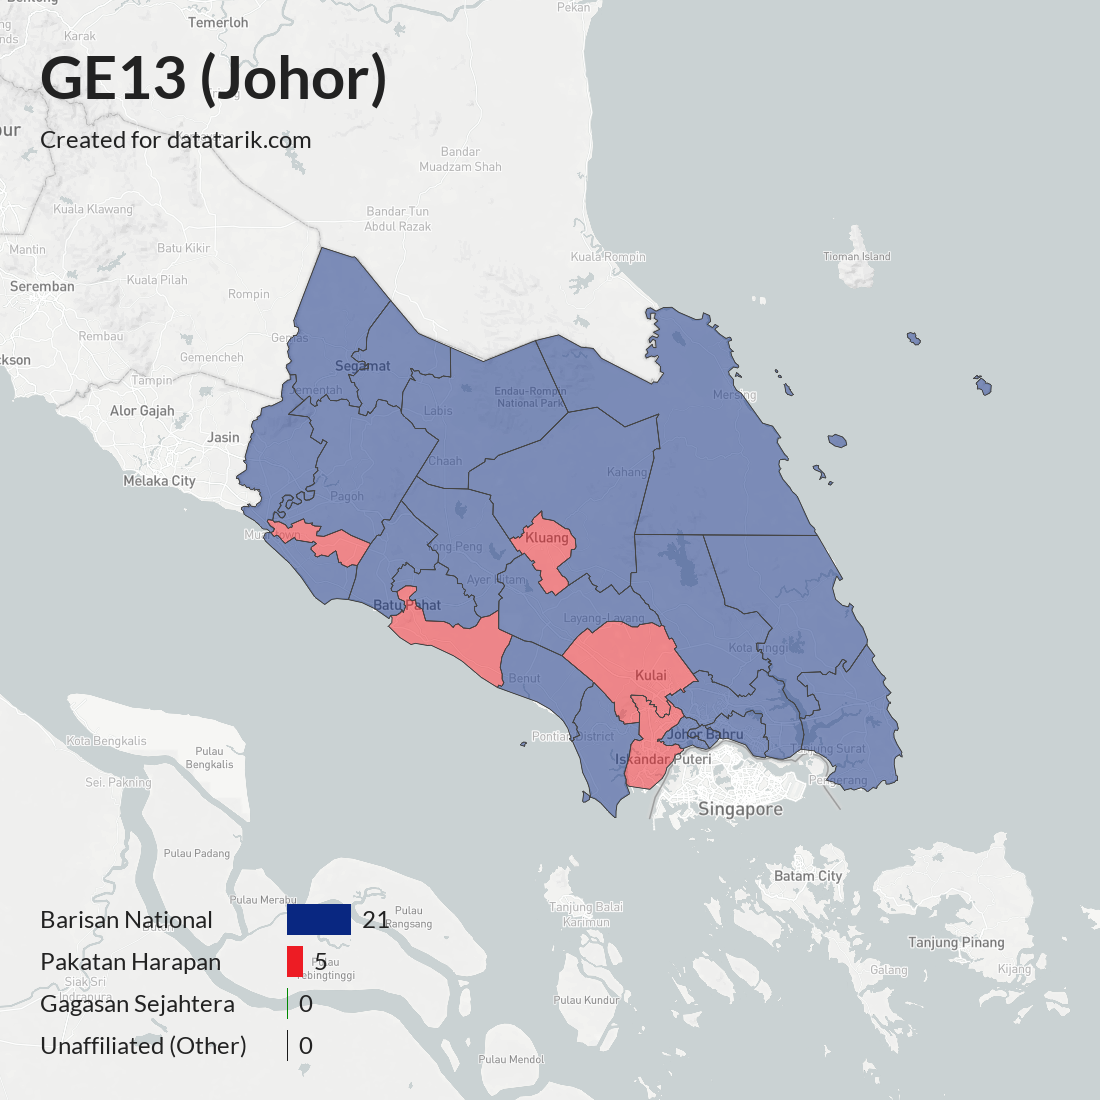 Pekan
Temerloh
Karak
GE13 (Johor)
Created for datatarik.com
Bandar
Muadzam Shah
Kuala Klawang
Bandar Tun
Abdul Razak
Mantin
Batu Kikir
Kuala Rompin
Tioman Island
Kuala Pilah
Seremban
Rompin
Rembau
Gemas
Gemencheh
Segamat
Tampin
Jementah
Endau-Rompin
National Park
Mersing
Alor Gajah
Labis
Jasin
Chaah
Kahang
Melaka City
Pagoh
Kluang
Yong Peng
Ayer Hitam
Batu Pahat
Layang-Layang
Kota Tinggi
Kulai
Benut
Pontian District
Johor Bahru
Kota Bengkalis
Pulau
Bengkalis
Tanjung Surat
Iskandar Puteri
Sei. Pakning
Pengerang
Singapore
Pulau Padang
Batam City
Pulau Merabu
Tanjung Balai
Karimun
Barisan National
21
Pulau
Rangsang
Tanjung Pinang
Pakatan Harapan
5
Pulau
Tebingtinggi
Galang
Kijang
Siak Sri
Indrapura
Gagasan Sejahtera
0
Pulau Kundur
Unaffiliated (Other)
0
Pulau Mendol